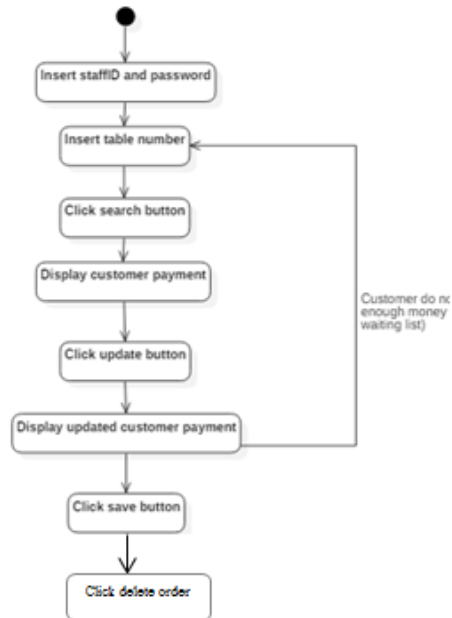 Insert staffID and password
Insert table number
Click search button
Display customer payment
Customer do
enough money
waiting list)
Click update button
Display updated customer payment
Click save button
Click delete order